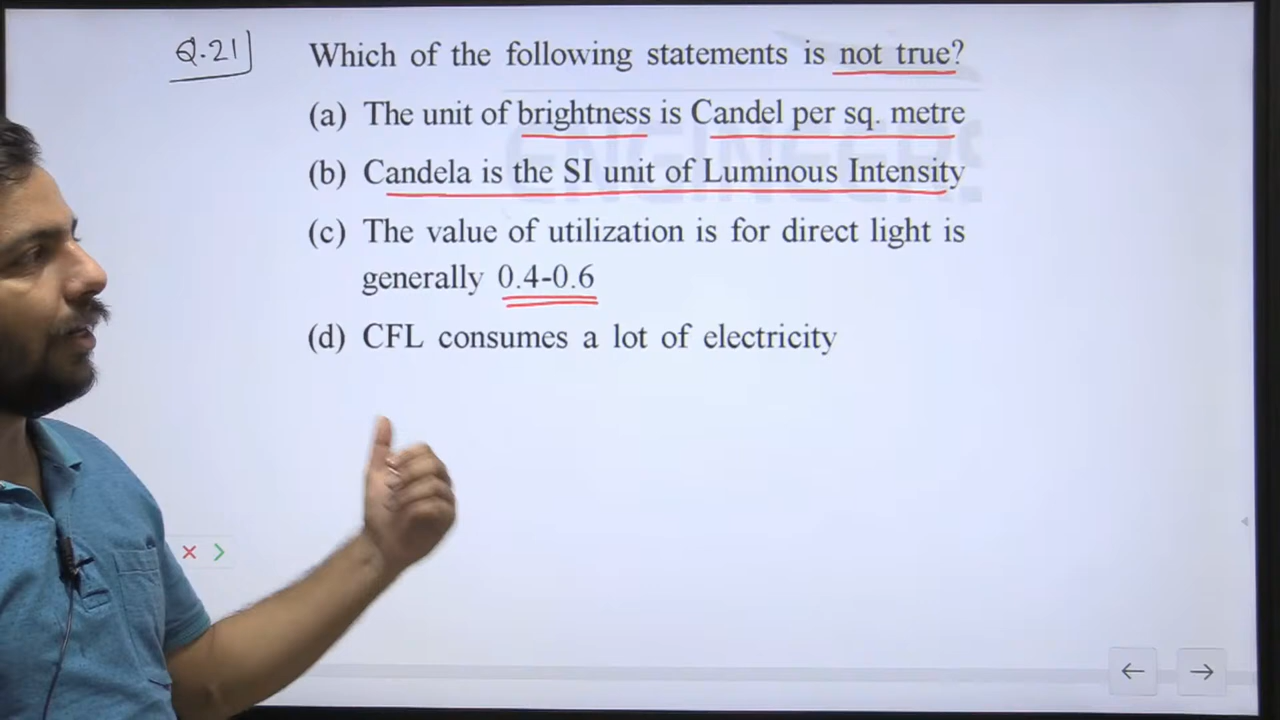 Q.21 Which of the following statements is not true?
(a) The unit of brightness is Candel per sq. metre
(b) Candela is the SI unit of Luminous Intensity
(c) The value of utilization is for direct light is
generally 0.4-0.6
(d) CFL consumes a lot of electricity